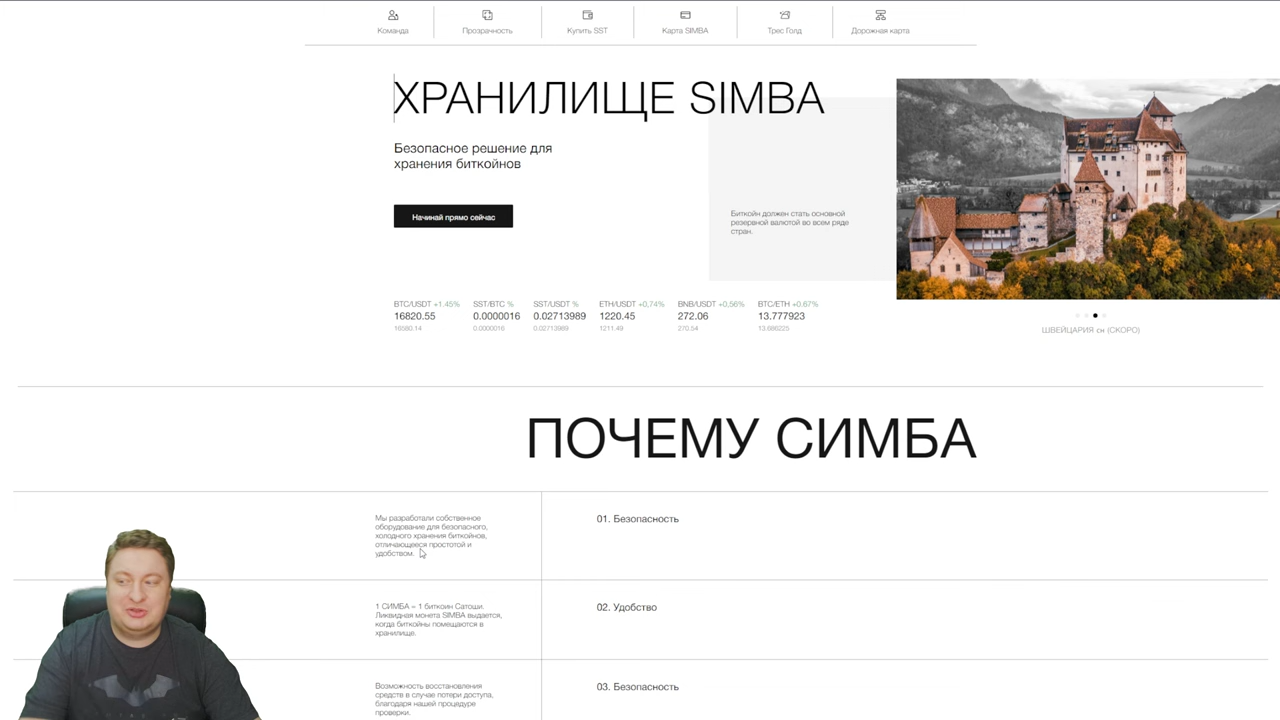 Команда
Прозрачность
Купить SST
Карта SIMBA
Трес Голд
Дорожная карта
ХРАНИЛИЩЕ SIMBA
Безопасное решение для
хранения биткойнов
Начинай прямо сейчас
Биткойн должен стать основной
резервной валютой во всем ряде
стран.
BTC/USDT +1.45%
16820.55
16580.14
SST/BTC %
0.0000016
0.0000016
SST/USDT %
0.02713989
0.02713989
ETH/USDT +0,74%
1220.45
1211.49
BNB/USDT +0,56%
272.06
270.54
BTC/ETH +0.67%
13.777923
13.686225
ШВЕЙЦАРИЯ сн (СКОРО)
ПОЧЕМУ СИМБА
Мы разработали собственное
оборудование для безопасного,
холодного хранения биткойнов,
отличающееся простотой и
удобством.
01. Безопасность
1 СИМБА = 1 биткоин Сатоши.
Ликвидная монета SIMBA выдается,
когда биткойны помещаются в
хранилище.
02. Удобство
Возможность восстановления
средств в случае потери доступа,
благодаря нашей процедуре
проверки.
03. Безопасность